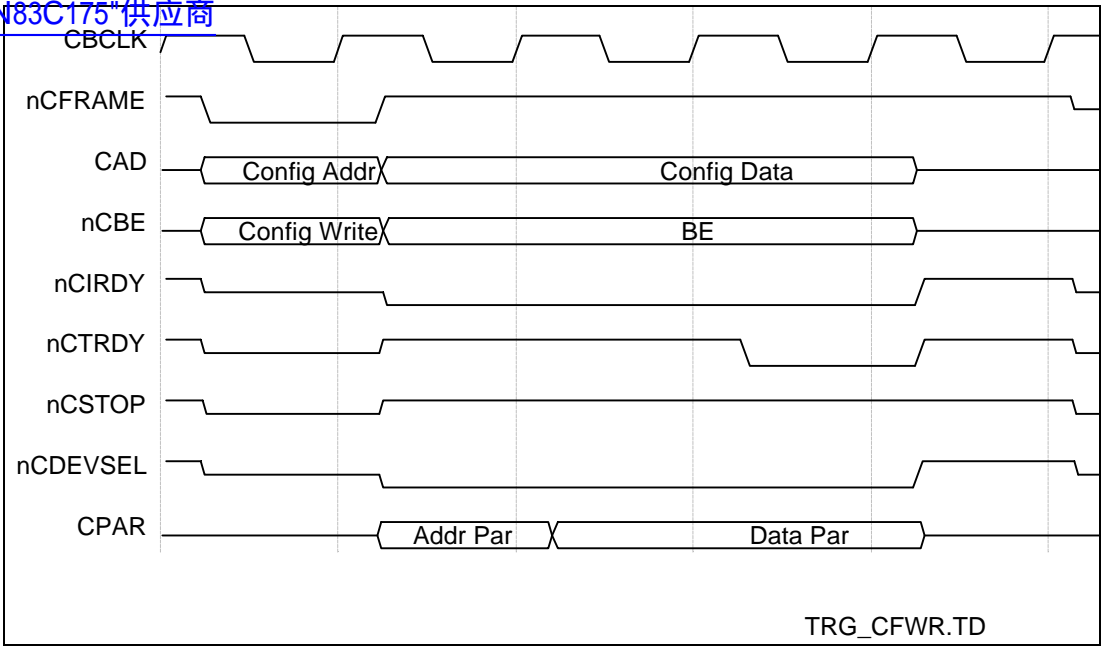 N83C175"供应商
CBCLK
nCFRAME
CAD
Config Addr
Config Data
nCBE
Config Write
BE
nCIRDY
nCTRDY
nCSTOP
nCDEVSEL
CPAR
Addr Par
Data Par
TRG_CFWR.TD